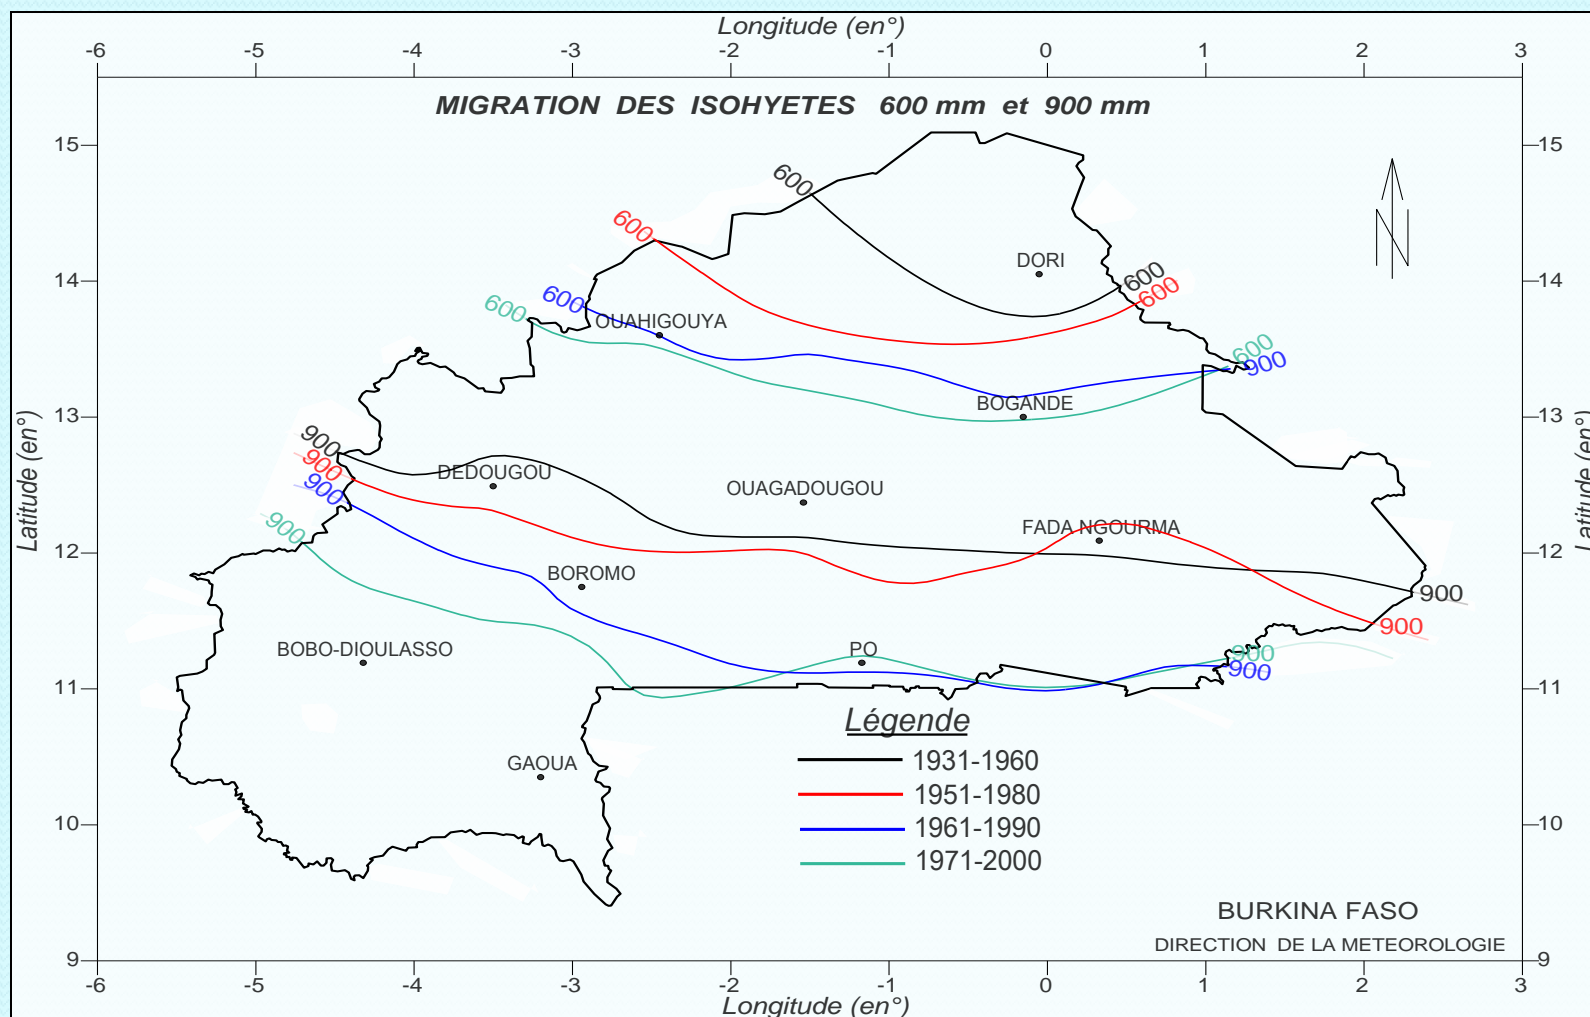 Longitude (en°)
-6 -5 -4 -3 -2 -1 0 1 2 3
MIGRATION DES ISOHYETES 600 mm et 900 mm
15 15
600
N
600
DORI
14 600 14
600
600
600
OUAHIGOUYA
600
900
BOGANDE
13 13
Latitude (en°)
Latitude (en°)
900
900
DEDOUGOU
900
OUAGADOUGOU
900
FADA NGOURMA
12 12
BOROMO
900
900
BOBO-DIOULASSO
PO
900
900
11 11
Légende
GAOUA
1931-1960
1951-1980
10 10
1961-1990
1971-2000
BURKINA FASO
DIRECTION DE LA METEOROLOGIE
9 9
-6 -5 -4 -3 -2 -1 0 1 2 3
Longitude (en°)